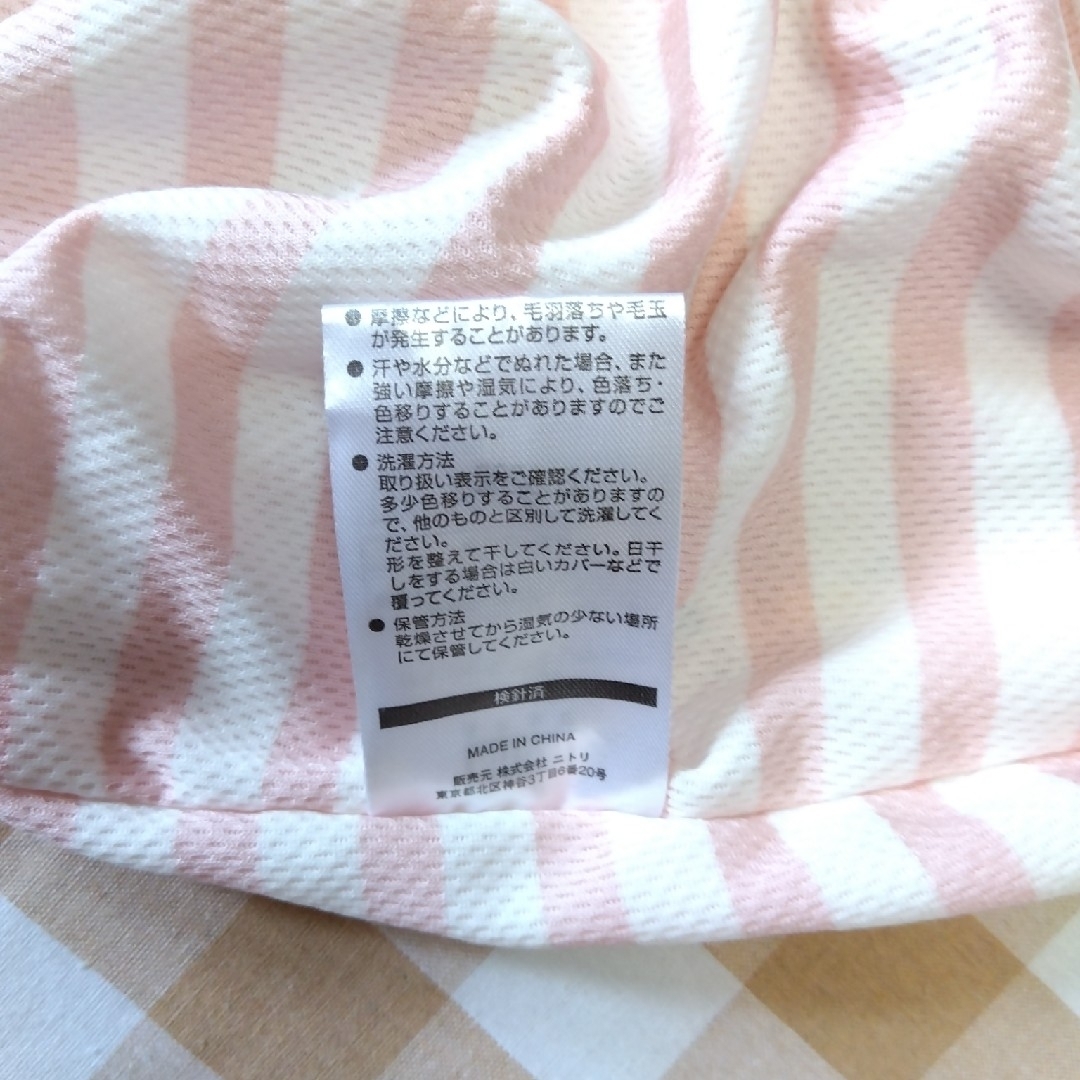 ● 摩擦などにより、毛羽落ちや毛玉
が発生することがあります。
● 汗や水分などでぬれた場合、また
強い摩擦や湿気により、色落ち・
色移りすることがありますのでご
注意ください。
● 洗濯方法
取り扱い表示をご確認ください。
多少色移りすることがありますの
で、他のものと区別して洗濯してく
ださい。
形を整えて干してください。日干
しをする場合は白いカバーなどで
覆ってください。
● 保管方法
乾燥させてから湿気の少ない場所
にて保管してください。
検針済
MADE IN CHINA
販売元 株式会社 ニトリ
東京都北区神谷3丁目6番20号